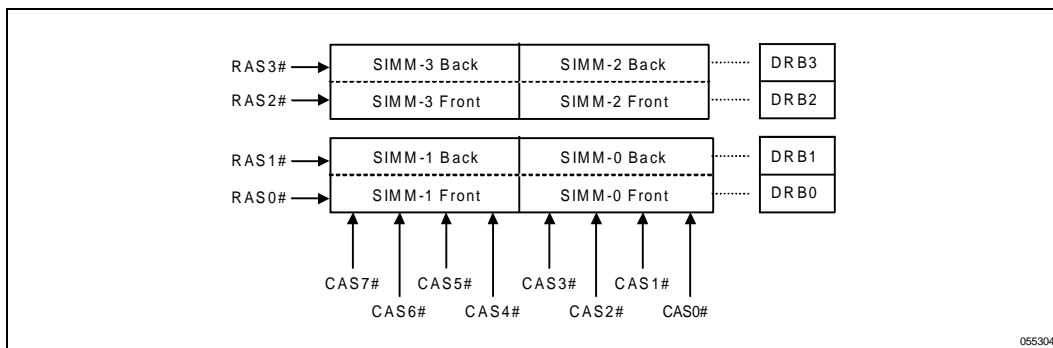 RAS3# SIMM-3 Back SIMM-2 Back DRB3
RAS2# SIMM-3 Front SIMM-2 Front DRB2
RAS1# SIMM-1 Back SIMM-0 Back DRB1
RAS0# SIMM-1 Front SIMM-0 Front DRB0
CAS7# CAS5# CAS3# CAS1#
CAS6# CAS4# CAS2# CAS0#
055304